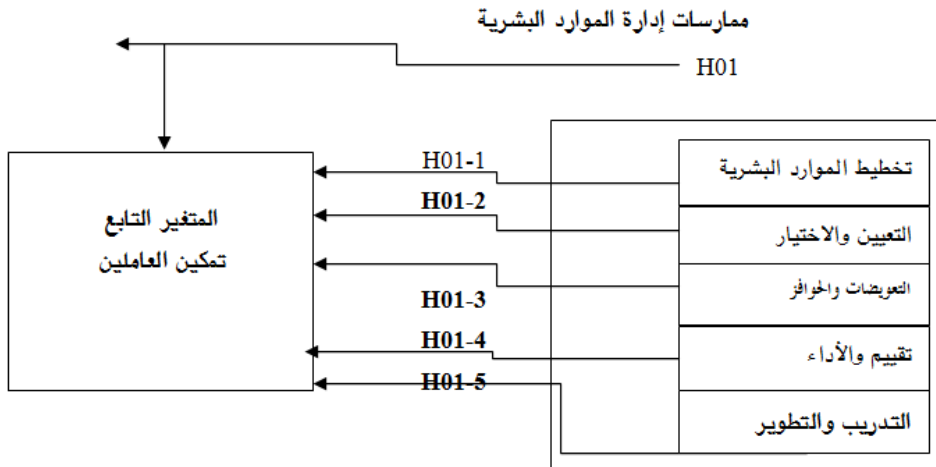 ممارسات إدارة الموارد البشرية
H01
H01-1
تخطيط الموارد البشرية
H01-2
التعيين والاختيار
المتغير التابع
تمكين العاملين
التعويضات والحوافز
H01-3
H01-4
تقييم والأداء
H01-5
التدريب والتطوير